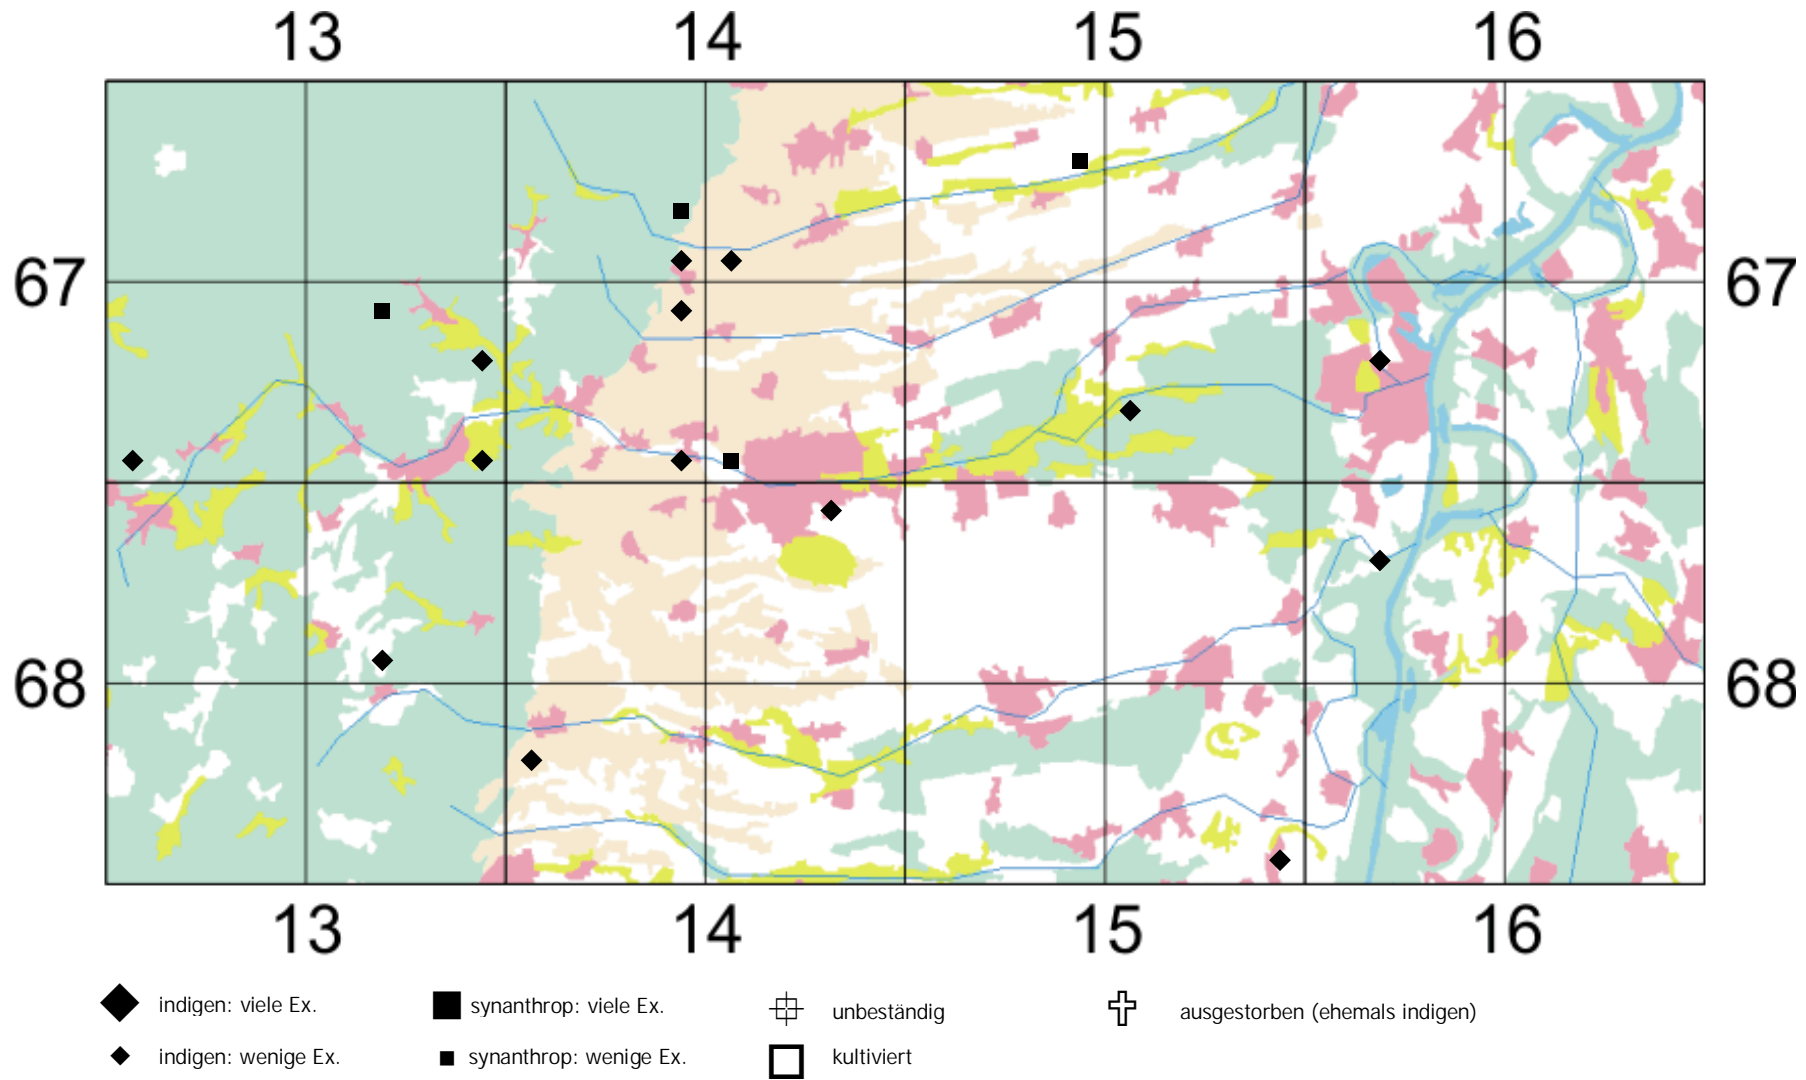 13 14 15 16
67 67
68 68
13 14 15 16
indigen: viele Ex. synanthrop: viele Ex. unbeständig ausgestorben (ehemals indigen)
indigen: wenige Ex. synanthrop: wenige Ex. kultiviert